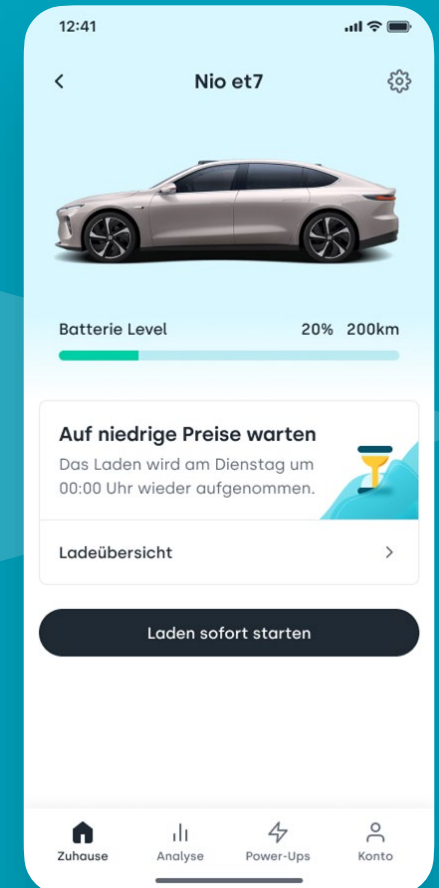 12:41
Nio et7
Batterie Level 20% 200km
Auf niedrige Preise warten
Das Laden wird am Dienstag um
00:00 Uhr wieder aufgenommen.
Ladeübersicht
Laden sofort starten
Zuhause Analyse Power-Ups Konto